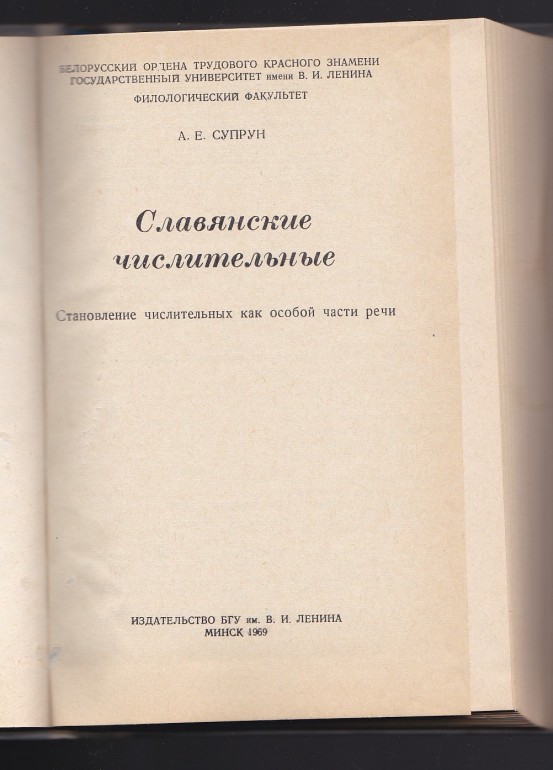 БЕЛОРУССКИЙ ОРДЕНА ТРУДОВОГО КРАСНОГО ЗНАМЕНИ
ГОСУДАРСТВЕННЫЙ УНИВЕРСИТЕТ имени В. И. ЛЕНИНА
ФИЛОЛОГИЧЕСКИЙ ФАКУЛЬТЕТ
А. Е. СУПРУН
Славянские
числительные
Становление числительных как особой части речи
ИЗДАТЕЛЬСТВО БГУ им. В. И. ЛЕНИНА
МИНСК 1969